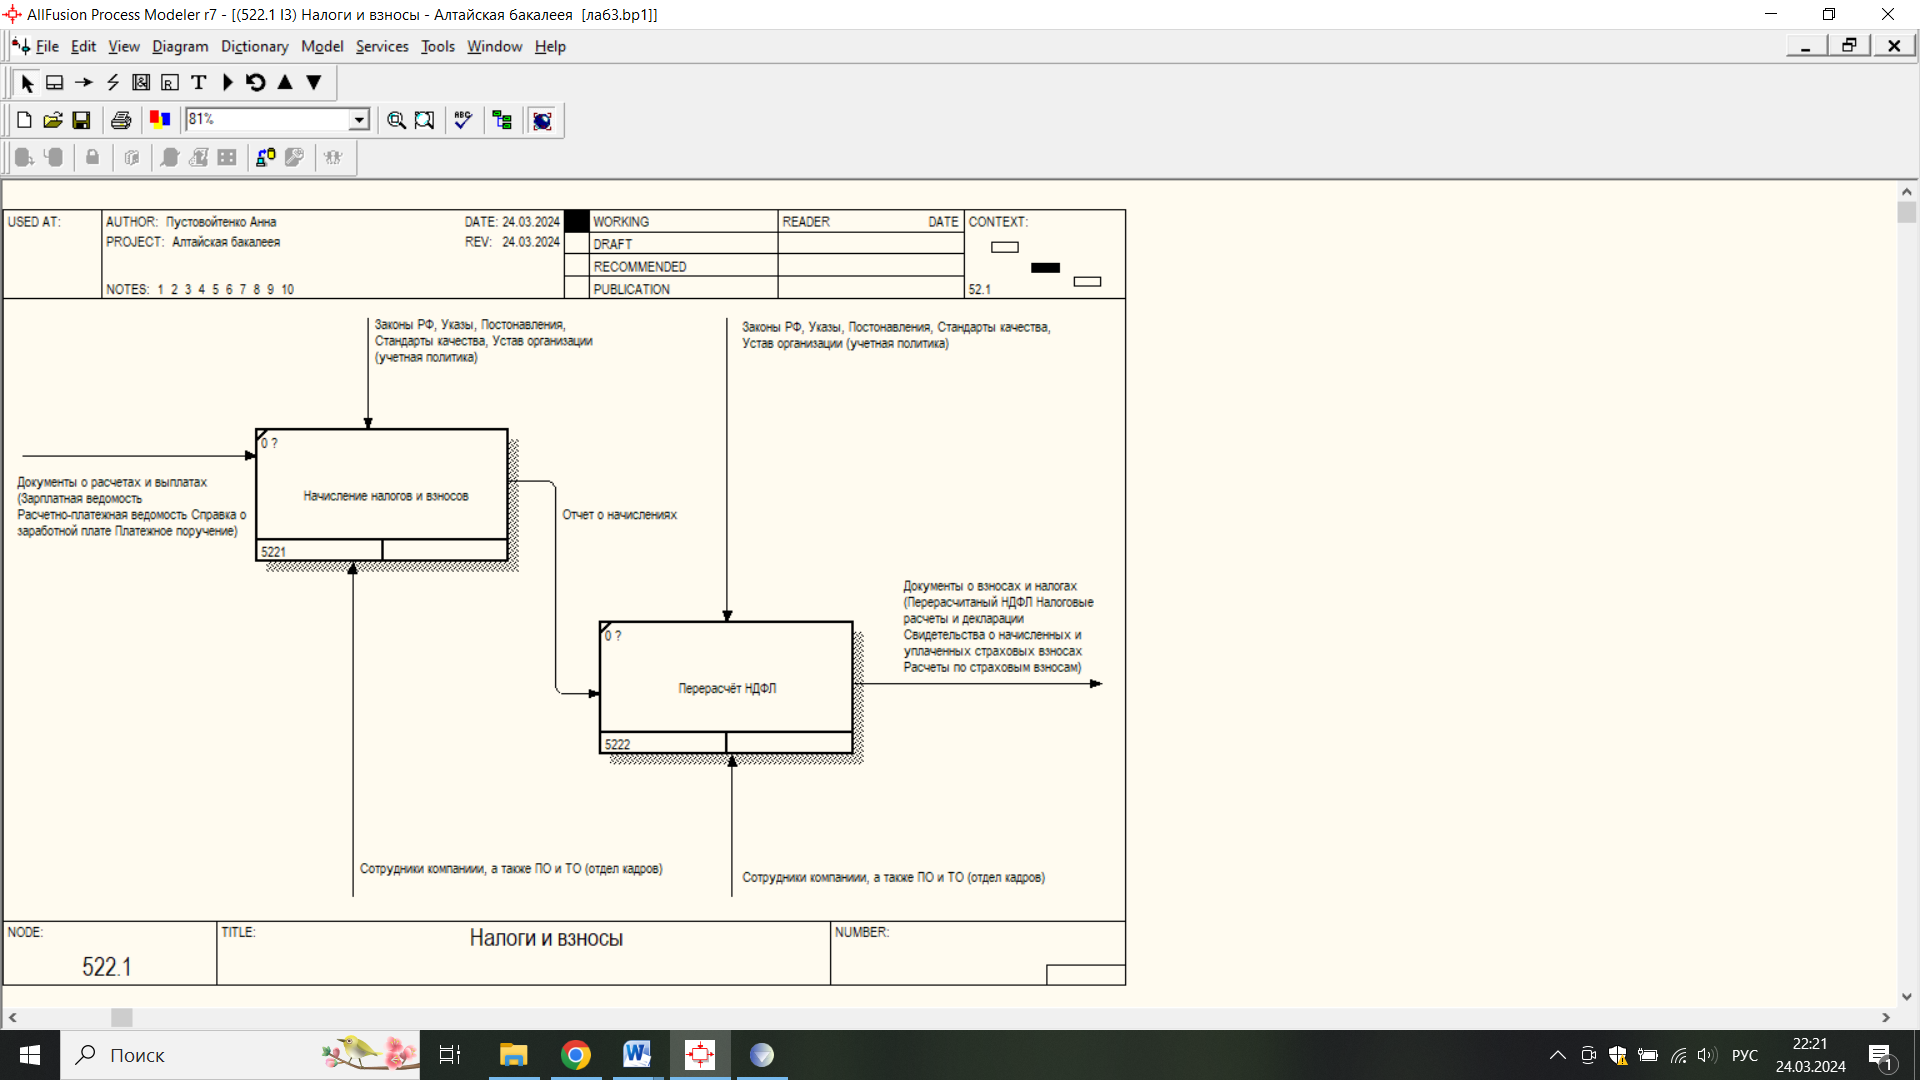 AllFusion Process Modeler r7 - [(522.1 I3) Налоги и взносы - Алтайская бакалеея [лаб3.bp1]]
File Edit View Diagram Dictionary Model Services Tools Window Help
81%
USED AT:
AUTHOR: Пустовойтенко Анна
DATE: 24.03.2024
PROJECT: Алтайская бакалеея
REV: 24.03.2024
NOTES: 1 2 3 4 5 6 7 8 9 10
WORKING
DRAFT
RECOMMENDED
PUBLICATION
READER DATE
CONTEXT:
52.1
Законы РФ, Указы, Постонавления,
Стандарты качества, Устав организации
(учетная политика)
Законы РФ, Указы, Постонавления, Стандарты качества,
Устав организации (учетная политика)
0 ?
Начисление налогов и взносов
5221
Документы о расчетах и выплатах
(Зарплатная ведомость
Расчетно-платежная ведомость Справка о
заработной плате Платежное поручение)
Отчет о начислениях
0 ?
Перерасчёт НДФЛ
5222
Документы о взносах и налогах
(Перерасчитаный НДФЛ Налоговые
расчеты и декларации
Свидетельства о начисленных и
уплаченных страховых взносах
Расчеты по страховым взносам)
Сотрудники компаниии, а также ПО и ТО (отдел кадров)
Сотрудники компаниии, а также ПО и ТО (отдел кадров)
NODE:
522.1
TITLE:
Налоги и взносы
NUMBER:
Поиск
РУС
22:21
24.03.2024
1